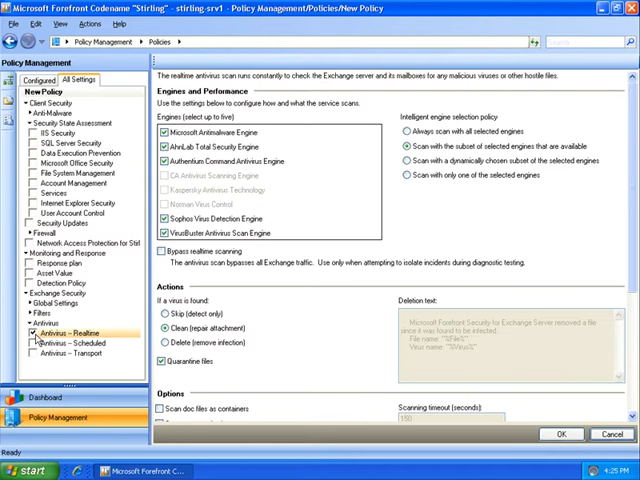 Microsoft Forefront Codename "Stirling" - stirling-srv1 - Policy Management/Policies/New Policy
File Edit View Go Actions Tools Help
Policy Management ▸ Policies ▸
Search
Policy Management
Configured All Settings
New Policy
Client Security
Anti-Malware
Security State Assessment
IIS Security
SQL Server Security
Data Execution Prevention
Microsoft Office Security
File System Management
Account Management
Services
Internet Explorer Security
User Account Control
Security Updates
Firewall
Network Access Protection for Stirl
Monitoring and Response
Response plan
Asset Value
Detection Policy
Exchange Security
Global Settings
Filters
Antivirus
Antivirus – Realtime
Antivirus – Scheduled
Antivirus – Transport
Dashboard
Policy Management
The realtime antivirus scan runs constantly to check the Exchange server and its mailboxes for any malicious viruses or other hostile files.
Engines and Performance
Use the settings below to configure how and what the service scans.
Engines (select up to five)
Microsoft Antimalware Engine
AhnLab Total Security Engine
Authentium Command Antivirus Engine
CA Antivirus Scanning Engine
Kaspersky Antivirus Technology
Norman Virus Control
Sophos Virus Detection Engine
VirusBuster Antivirus Scan Engine
Intelligent engine selection policy
Always scan with all selected engines
Scan with the subset of selected engines that are available
Scan with a dynamically chosen subset of the selected engines
Scan with only one of the selected engines
Bypass realtime scanning
The antivirus scan bypasses all Exchange traffic. Use only when attempting to isolate incidents during diagnostic testing.
Actions
If a virus is found:
Skip (detect only)
Clean (repair attachment)
Delete (remove infection)
Quarantine files
Deletion text:
Microsoft Forefront Security for Exchange Server removed a file
since it was found to be infected.
File name: "%File%"
Virus name: "%Virus%"
Options
Scan doc files as containers
Scanning timeout (seconds):
150
OK Cancel
Ready
start
Microsoft Forefront C...
4:25 PM